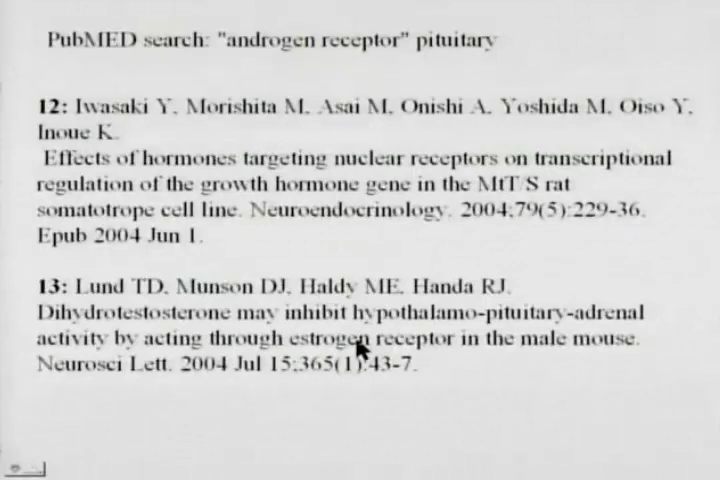 PubMED search: "androgen receptor" pituitary
12: Iwasaki Y, Morishita M, Asai M, Onishi A, Yoshida M, Oiso Y,
Inoue K.
Effects of hormones targeting nuclear receptors on transcriptional
regulation of the growth hormone gene in the MtT/S rat
somatotrope cell line. Neuroendocrinology. 2004;79(5):229-36.
Epub 2004 Jun 1.
13: Lund TD, Munson DJ, Haldy ME, Handa RJ.
Dihydrotestosterone may inhibit hypothalamo-pituitary-adrenal
activity by acting through estrogen receptor in the male mouse.
Neurosci Lett. 2004 Jul 15;365(1):43-7.